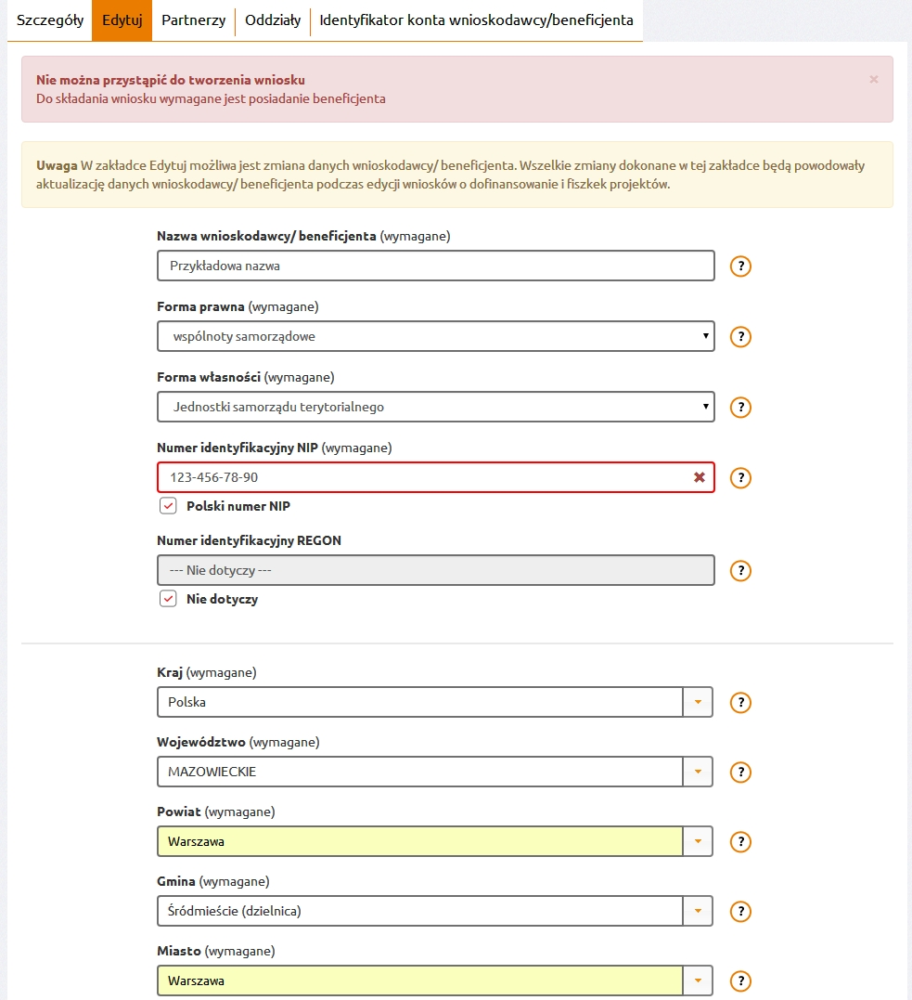 Szczegóły Edytuj Partnerzy Oddziały Identyfikator konta wnioskodawcy/beneficjenta
Nie można przystąpić do tworzenia wniosku ×
Do składania wniosku wymagane jest posiadanie beneficjenta
Uwaga W zakładce Edytuj możliwa jest zmiana danych wnioskodawcy/ beneficjenta. Wszelkie zmiany dokonane w tej zakładce będą powodowały
aktualizację danych wnioskodawcy/ beneficjenta podczas edycji wniosków o dofinansowanie i fiszkek projektów.
Nazwa wnioskodawcy/ beneficjenta (wymagane)
Przykładowa nazwa ?
Forma prawna (wymagane)
wspólnoty samorządowe ?
Forma własności (wymagane)
Jednostki samorządu terytorialnego ?
Numer identyfikacyjny NIP (wymagane)
123-456-78-90 ?
Polski numer NIP
Numer identyfikacyjny REGON
--- Nie dotyczy --- ?
Nie dotyczy
Kraj (wymagane)
Polska ?
Województwo (wymagane)
MAZOWIECKIE ?
Powiat (wymagane)
Warszawa ?
Gmina (wymagane)
Śródmieście (dzielnica) ?
Miasto (wymagane)
Warszawa ?